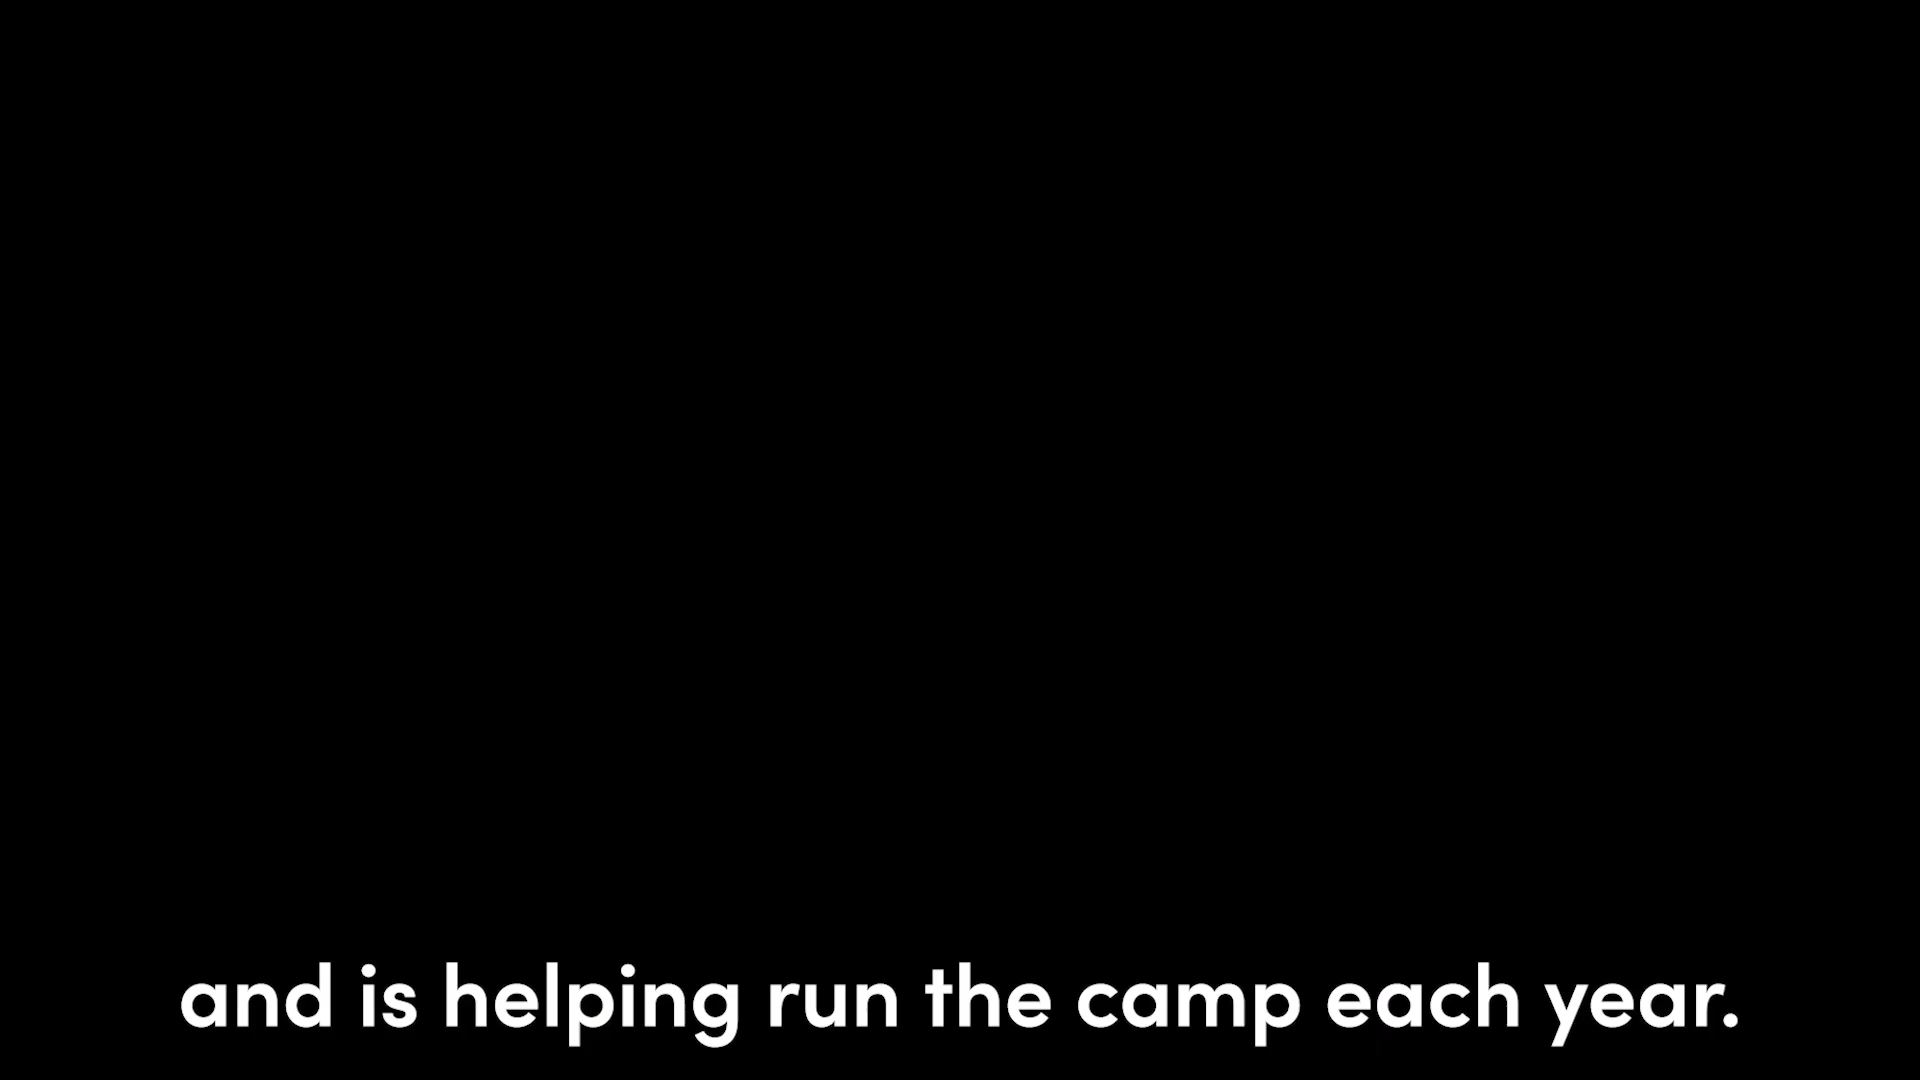 and is helping run the camp each year.